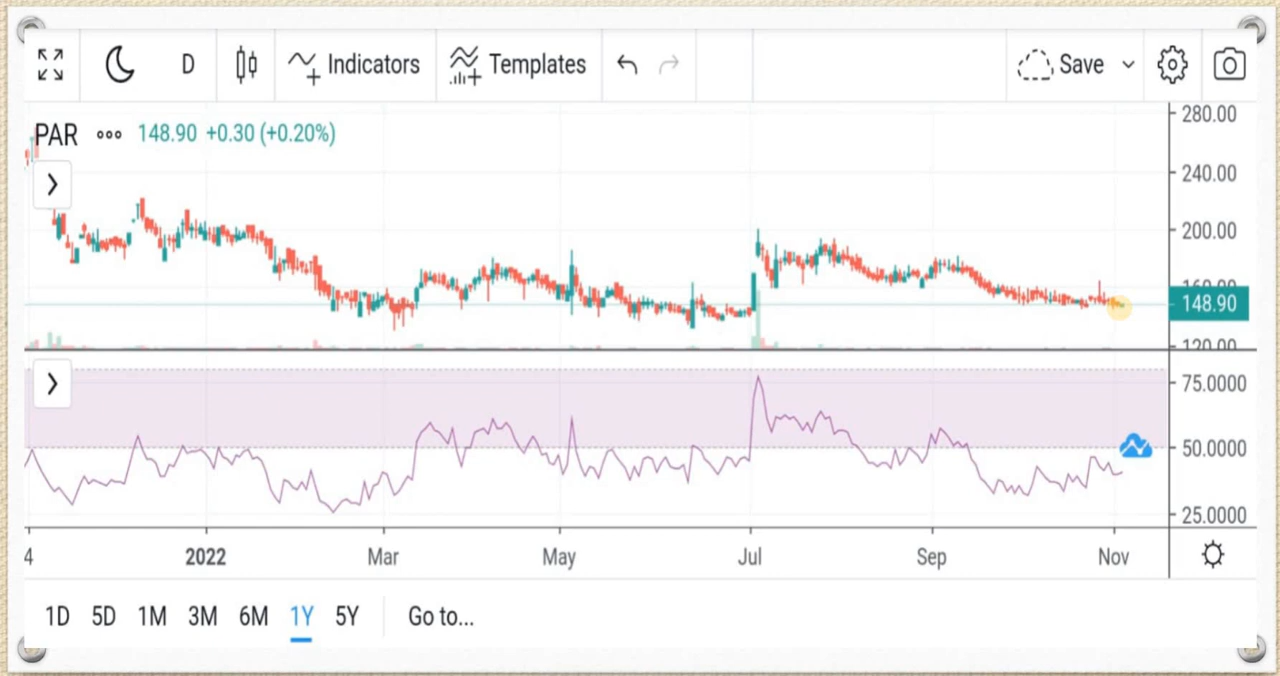 D Indicators Templates Save
PAR 148.90 +0.30 (+0.20%)
280.00
240.00
200.00
160.00
148.90
120.00
75.0000
50.0000
25.0000
4 2022 Mar May Jul Sep Nov
1D 5D 1M 3M 6M 1Y 5Y Go to...